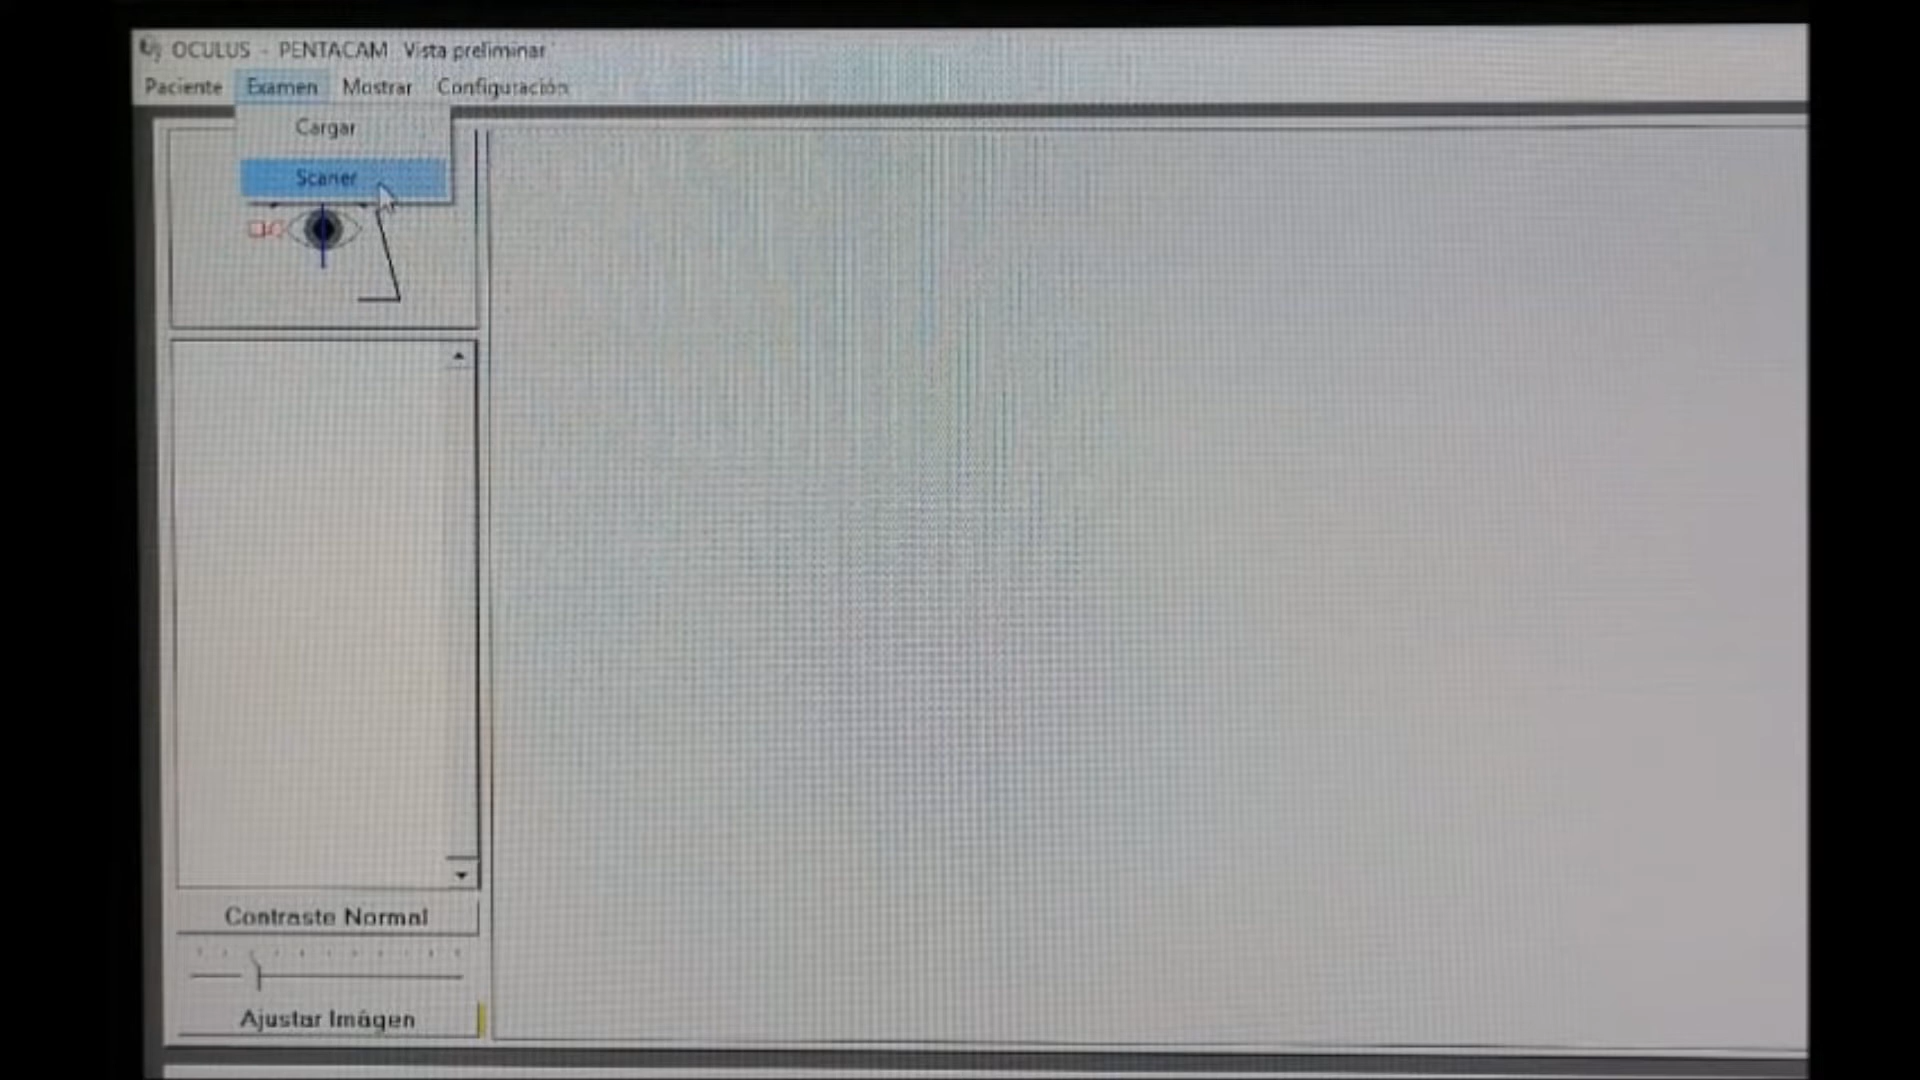 OCULUS - PENTACAM Vista preliminar
Paciente Examen Mostrar Configuración
Cargar
Scaner
Contraste Normal
Ajustar Imágen